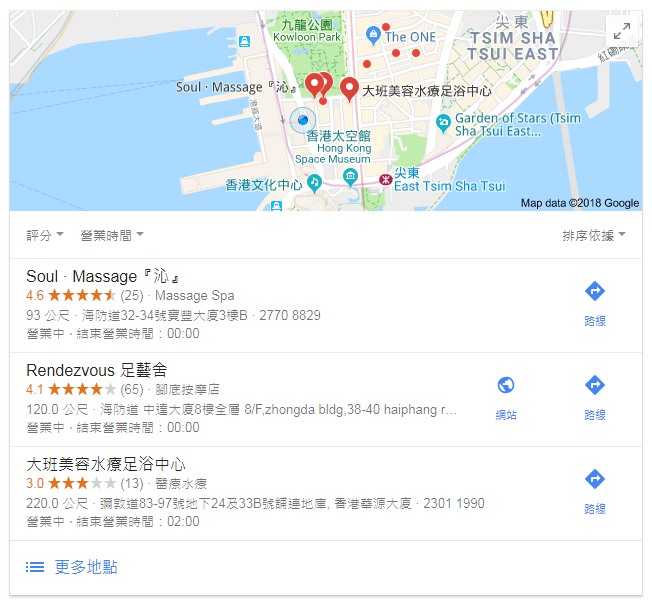 九龍公園
Kowloon Park
The ONE
尖東
TSIM SHA
TSUI EAST
Soul · Massage『沁』
大班美容水療足浴中心
Garden of Stars (Tsim
Sha Tsui East...
香港太空館
Hong Kong
Space Museum
香港文化中心
尖東
East Tsim Sha Tsui
Map data ©2018 Google
評分 營業時間 排序依據
Soul · Massage『沁』
4.6 (25) · Massage Spa
93 公尺 · 海防道32-34號寶豐大廈3樓B · 2770 8829
營業中 · 結束營業時間：00:00
路線
Rendezvous 足藝舍
4.1 (65) · 腳底按摩店
120.0 公尺 · 海防道 中達大廈8樓全層 8/F,zhongda bldg,38-40 haiphang r...
營業中 · 結束營業時間：00:00
網站 路線
大班美容水療足浴中心
3.0 (13) · 醫療水療
220.0 公尺 · 彌敦道83-97號地下24及33B號舖連地庫, 香港華源大廈 · 2301 1990
營業中 · 結束營業時間：02:00
路線
更多地點